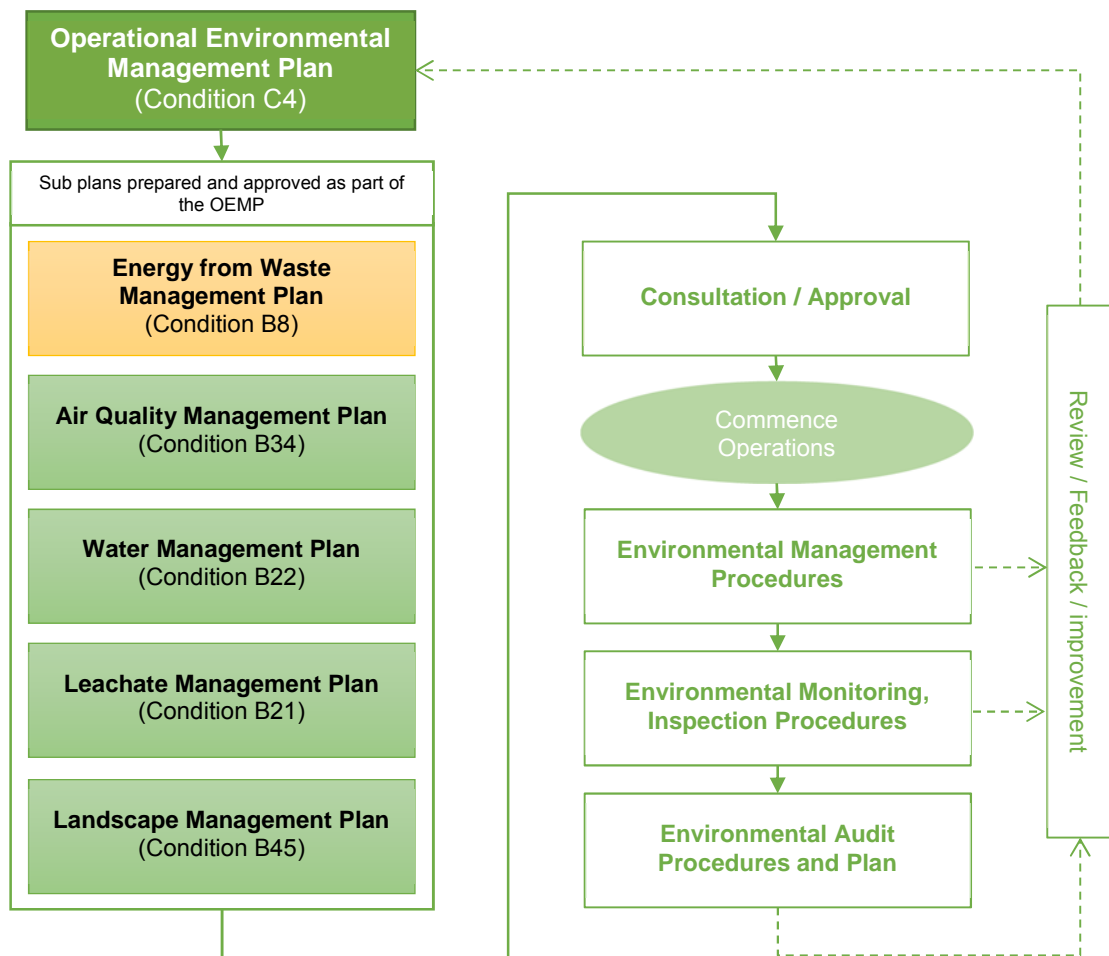 Operational Environmental
Management Plan
(Condition C4)
Sub plans prepared and approved as part of
the OEMP
Energy from Waste
Management Plan
(Condition B8)
Air Quality Management Plan
(Condition B34)
Water Management Plan
(Condition B22)
Leachate Management Plan
(Condition B21)
Landscape Management Plan
(Condition B45)
Consultation / Approval
Commence
Operations
Environmental Management
Procedures
Environmental Monitoring,
Inspection Procedures
Environmental Audit
Procedures and Plan
Review / Feedback / improvement